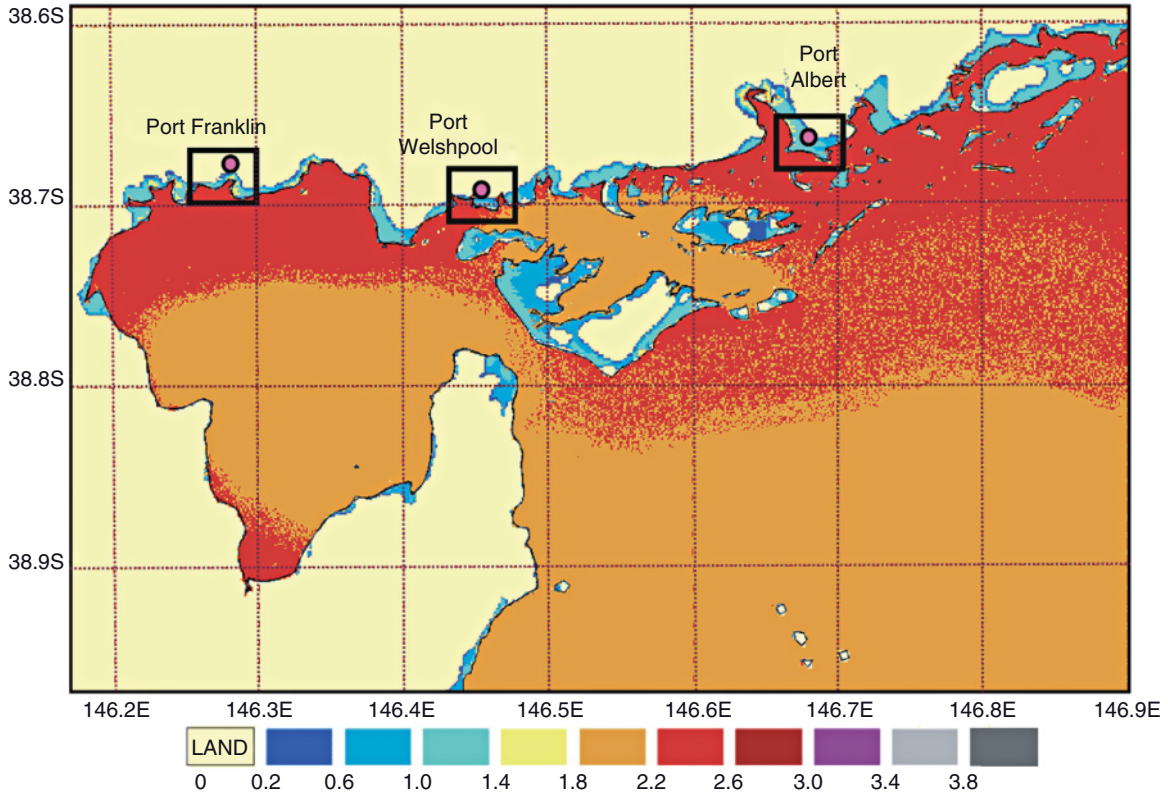 38.6S
Port
Albert
Port Franklin
Port
Welshpool
38.7S
38.8S
38.9S
146.2E 146.3E 146.4E 146.5E 146.6E 146.7E 146.8E 146.9E
LAND
0 0.2 0.6 1.0 1.4 1.8 2.2 2.6 3.0 3.4 3.8